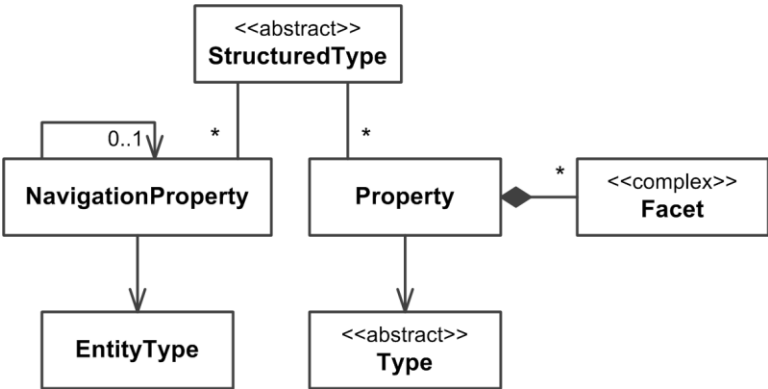 <<abstract>>
StructuredType
0..1
*
*
NavigationProperty
Property
*
<<complex>>
Facet
EntityType
<<abstract>>
Type